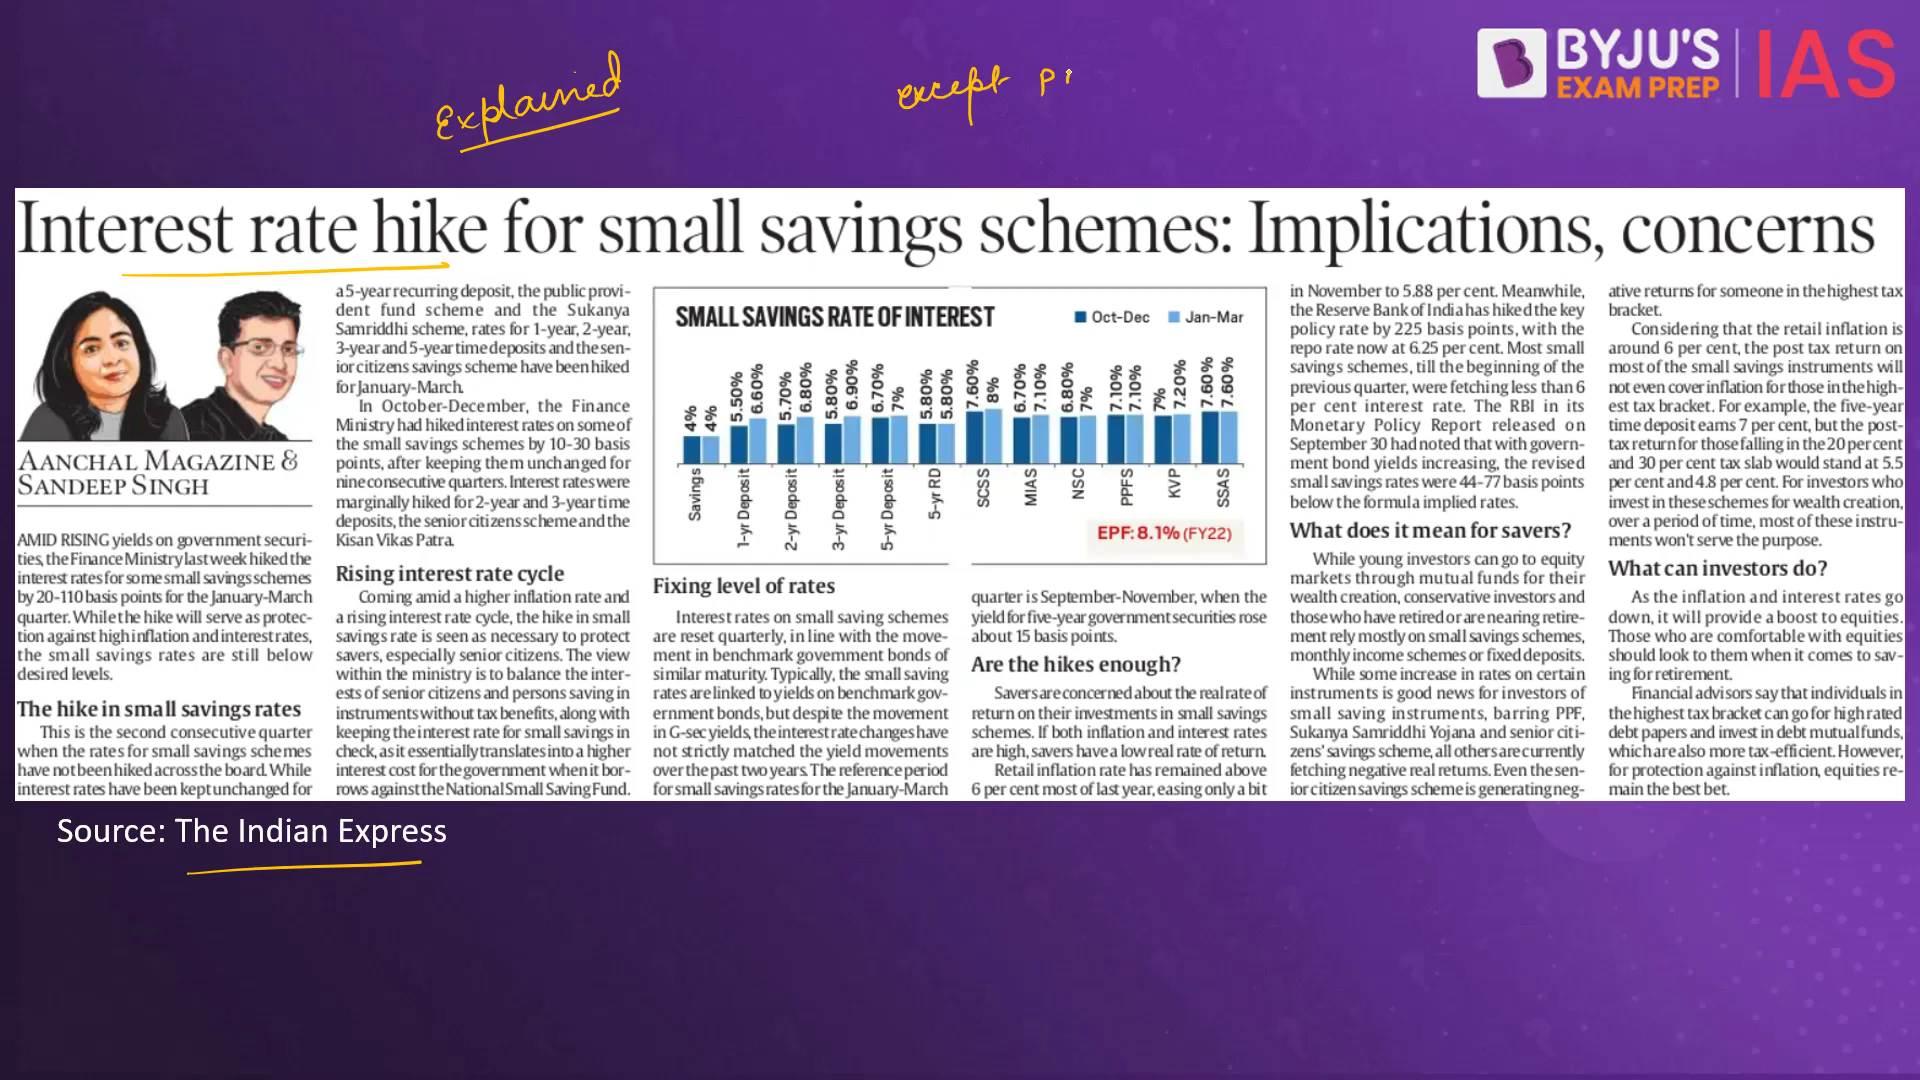 Explained
except P
BYJU'S
EXAM PREP
IAS
Interest rate hike for small savings schemes: Implications, concerns
AANCHAL MAGAZINE &
SANDEEP SINGH
AMID RISING yields on government securi-
ties, the Finance Ministry last week hiked the
interest rates for some small savings schemes
by 20-110 basis points for the January-March
quarter. While the hike will serve as protec-
tion against high inflation and interest rates,
the small savings rates are still below
desired levels.
The hike in small savings rates
This is the second consecutive quarter
when the rates for small savings schemes
have not been hiked across the board. While
interest rates have been kept unchanged for
a 5-year recurring deposit, the public provi-
dent fund scheme and the Sukanya
Samriddhi scheme, rates for 1-year, 2-year,
3-year and 5-year time deposits and the sen-
ior citizens savings scheme have been hiked
for January-March.
In October-December, the Finance
Ministry had hiked interest rates on some of
the small savings schemes by 10-30 basis
points, after keeping them unchanged for
nine consecutive quarters. Interest rates were
marginally hiked for 2-year and 3-year time
deposits, the senior citizens scheme and the
Kisan Vikas Patra.
Rising interest rate cycle
Coming amid a higher inflation rate and
a rising interest rate cycle, the hike in small
savings rate is seen as necessary to protect
savers, especially senior citizens. The view
within the ministry is to balance the inter-
ests of senior citizens and persons saving in
instruments without tax benefits, along with
keeping the interest rate for small savings in
check, as it essentially translates into a higher
interest cost for the government when it bor-
rows against the National Small Saving Fund.
SMALL SAVINGS RATE OF INTEREST
Oct-Dec Jan-Mar
4% 4% 5.50% 6.60% 5.70% 6.80% 5.80% 6.90% 6.70% 7% 5.80% 5.80% 7.60% 8% 6.70% 7.10% 6.80% 7% 7.10% 7.10% 7% 7.20% 7.60% 7.60%
Savings 1-yr Deposit 2-yr Deposit 3-yr Deposit 5-yr Deposit 5-yr RD SCSS MIAS NSC PPFS KVP SSAS
EPF: 8.1% (FY22)
Fixing level of rates
Interest rates on small saving schemes
are reset quarterly, in line with the move-
ment in benchmark government bonds of
similar maturity. Typically, the small saving
rates are linked to yields on benchmark gov-
ernment bonds, but despite the movement
in G-sec yields, the interest rate changes have
not strictly matched the yield movements
over the past two years. The reference period
for small savings rates for the January-March
quarter is September-November, when the
yield for five-year government securities rose
about 15 basis points.
Are the hikes enough?
Savers are concerned about the real rate of
return on their investments in small savings
schemes. If both inflation and interest rates
are high, savers have a low real rate of return.
Retail inflation rate has remained above
6 per cent most of last year, easing only a bit
in November to 5.88 per cent. Meanwhile,
the Reserve Bank of India has hiked the key
policy rate by 225 basis points, with the
repo rate now at 6.25 per cent. Most small
savings schemes, till the beginning of the
previous quarter, were fetching less than 6
per cent interest rate. The RBI in its
Monetary Policy Report released on
September 30 had noted that with govern-
ment bond yields increasing, the revised
small savings rates were 44-77 basis points
below the formula implied rates.
What does it mean for savers?
While young investors can go to equity
markets through mutual funds for their
wealth creation, conservative investors and
those who have retired or are nearing retire-
ment rely mostly on small savings schemes,
monthly income schemes or fixed deposits.
While some increase in rates on certain
instruments is good news for investors of
small saving instruments, barring PPF,
Sukanya Samriddhi Yojana and senior citi-
zens' savings scheme, all others are currently
fetching negative real returns. Even the sen-
ior citizen savings scheme is generating neg-
ative returns for someone in the highest tax
bracket.
Considering that the retail inflation is
around 6 per cent, the post tax return on
most of the small savings instruments will
not even cover inflation for those in the high-
est tax bracket. For example, the five-year
time deposit earns 7 per cent, but the post-
tax return for those falling in the 20 per cent
and 30 per cent tax slab would stand at 5.5
per cent and 4.8 per cent. For investors who
invest in these schemes for wealth creation,
over a period of time, most of these instru-
ments won't serve the purpose.
What can investors do?
As the inflation and interest rates go
down, it will provide a boost to equities.
Those who are comfortable with equities
should look to them when it comes to sav-
ing for retirement.
Financial advisors say that individuals in
the highest tax bracket can go for high rated
debt papers and invest in debt mutual funds,
which are also more tax-efficient. However,
for protection against inflation, equities re-
main the best bet.
Source: The Indian Express